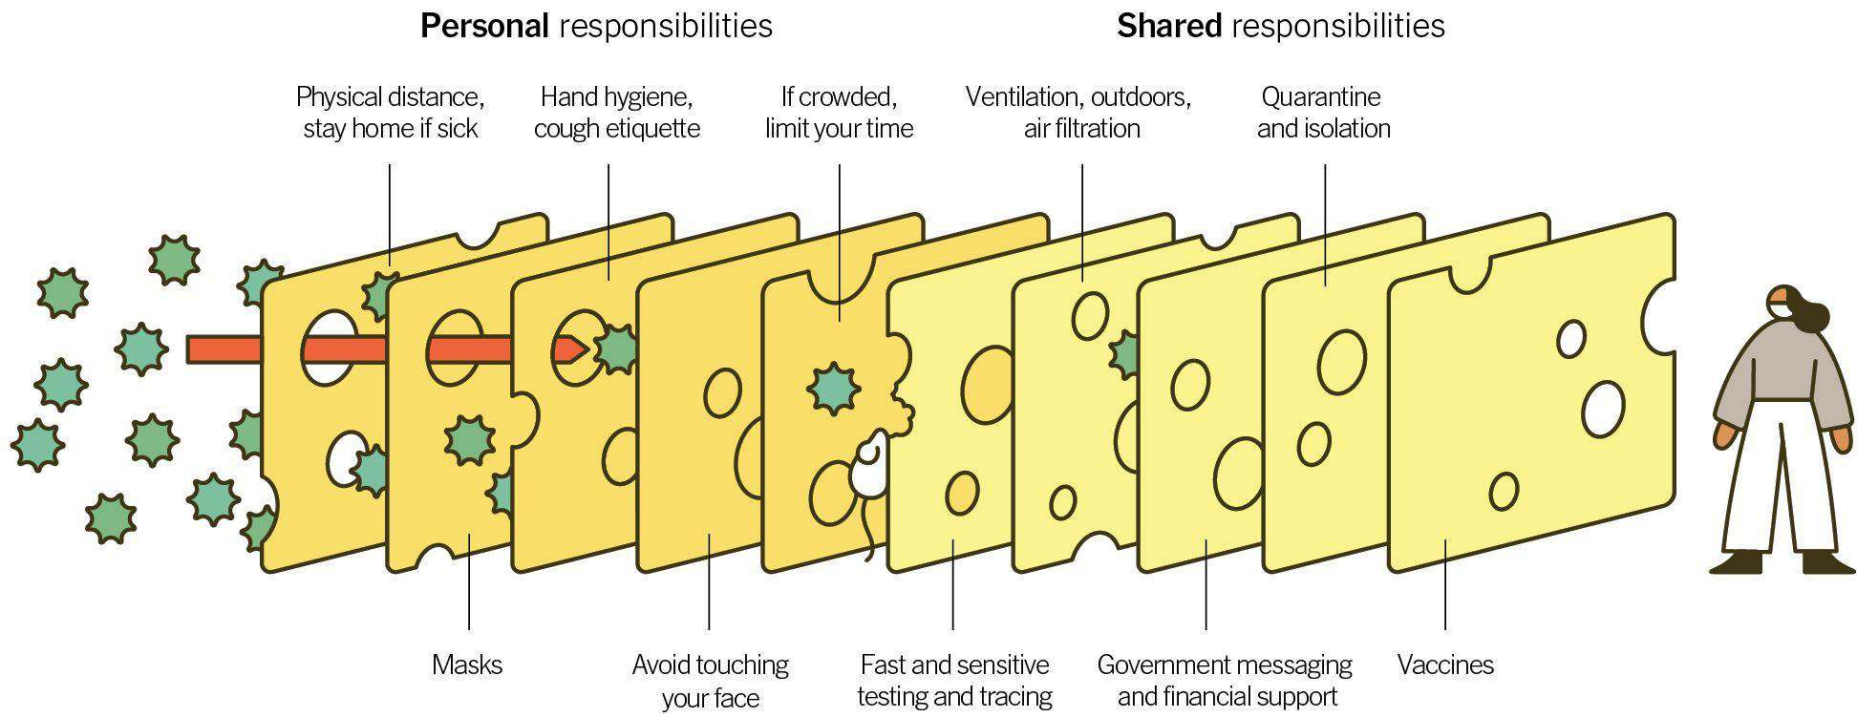 Personal responsibilities
Shared responsibilities
Physical distance,
stay home if sick
Hand hygiene,
cough etiquette
If crowded,
limit your time
Ventilation, outdoors,
air filtration
Quarantine
and isolation
Masks
Avoid touching
your face
Fast and sensitive
testing and tracing
Government messaging
and financial support
Vaccines